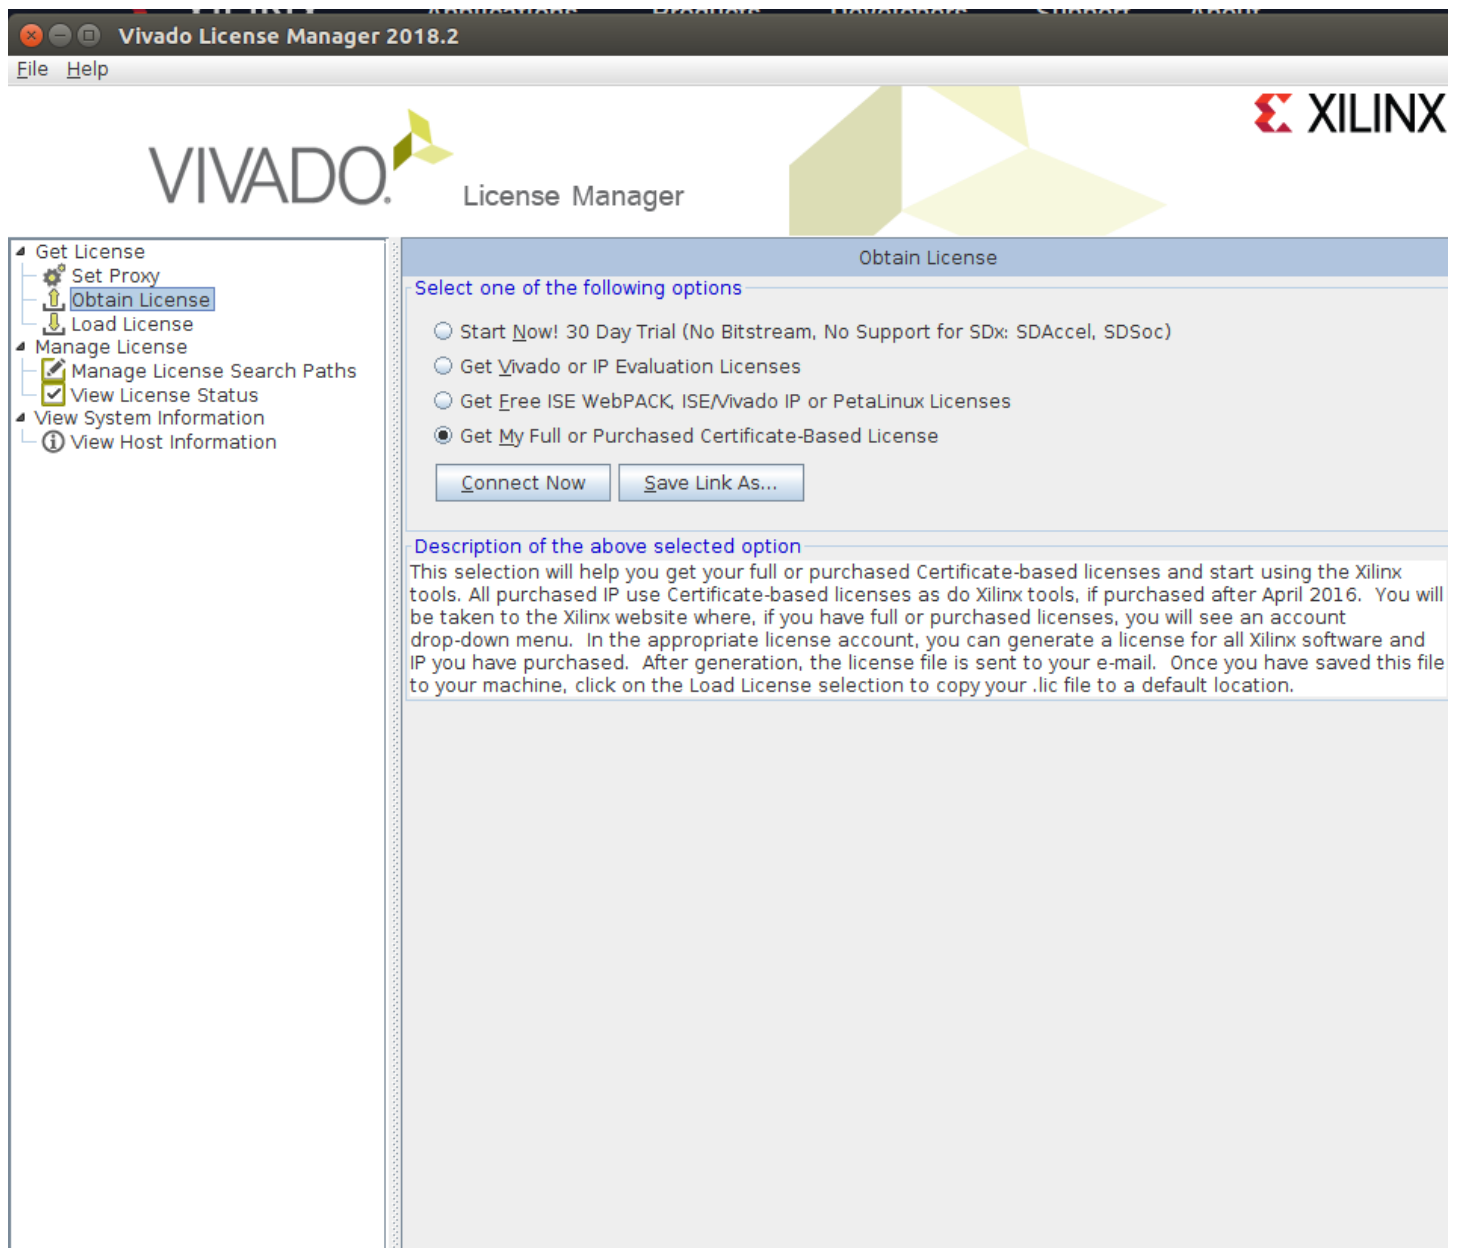 Applications Products Developers Support About
Vivado License Manager 2018.2
File Help
XILINX
VIVADO.
License Manager
Get License
Set Proxy
Obtain License
Load License
Manage License
Manage License Search Paths
View License Status
View System Information
View Host Information
Obtain License
Select one of the following options
Start Now! 30 Day Trial (No Bitstream, No Support for SDx: SDAccel, SDSoc)
Get Vivado or IP Evaluation Licenses
Get Free ISE WebPACK, ISE/Vivado IP or PetaLinux Licenses
Get My Full or Purchased Certificate-Based License
Connect Now Save Link As...
Description of the above selected option
This selection will help you get your full or purchased Certificate-based licenses and start using the Xilinx
tools. All purchased IP use Certificate-based licenses as do Xilinx tools, if purchased after April 2016.  You will
be taken to the Xilinx website where, if you have full or purchased licenses, you will see an account
drop-down menu.  In the appropriate license account, you can generate a license for all Xilinx software and
IP you have purchased.  After generation, the license file is sent to your e-mail.  Once you have saved this file
to your machine, click on the Load License selection to copy your .lic file to a default location.